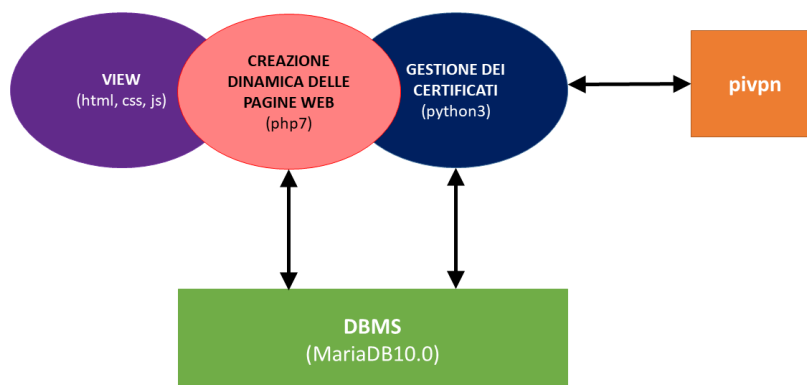 VIEW
(html, css, js)
CREAZIONE
DINAMICA DELLE
PAGINE WEB
(php7)
GESTIONE DEI
CERTIFICATI
(python3)
pivpn
DBMS
(MariaDB10.0)